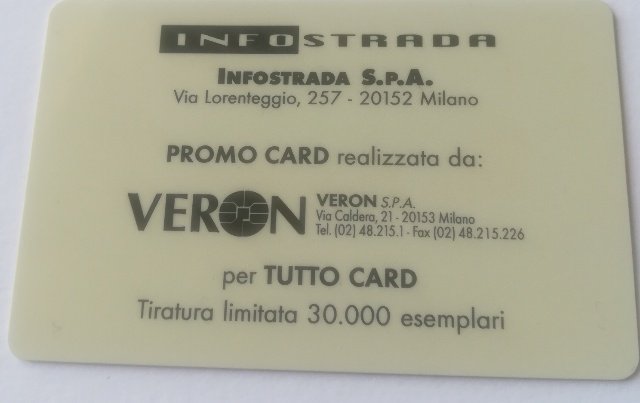 INFOSTRADA
INFOSTRADA S.P.A.
Via Lorenteggio, 257 - 20152 Milano
PROMO CARD realizzata da:
VERON
VERON S.P.A.
Via Caldera, 21 - 20153 Milano
Tel. (02) 48.215.1 - Fax (02) 48.215.226
per TUTTO CARD
Tiratura limitata 30.000 esemplari